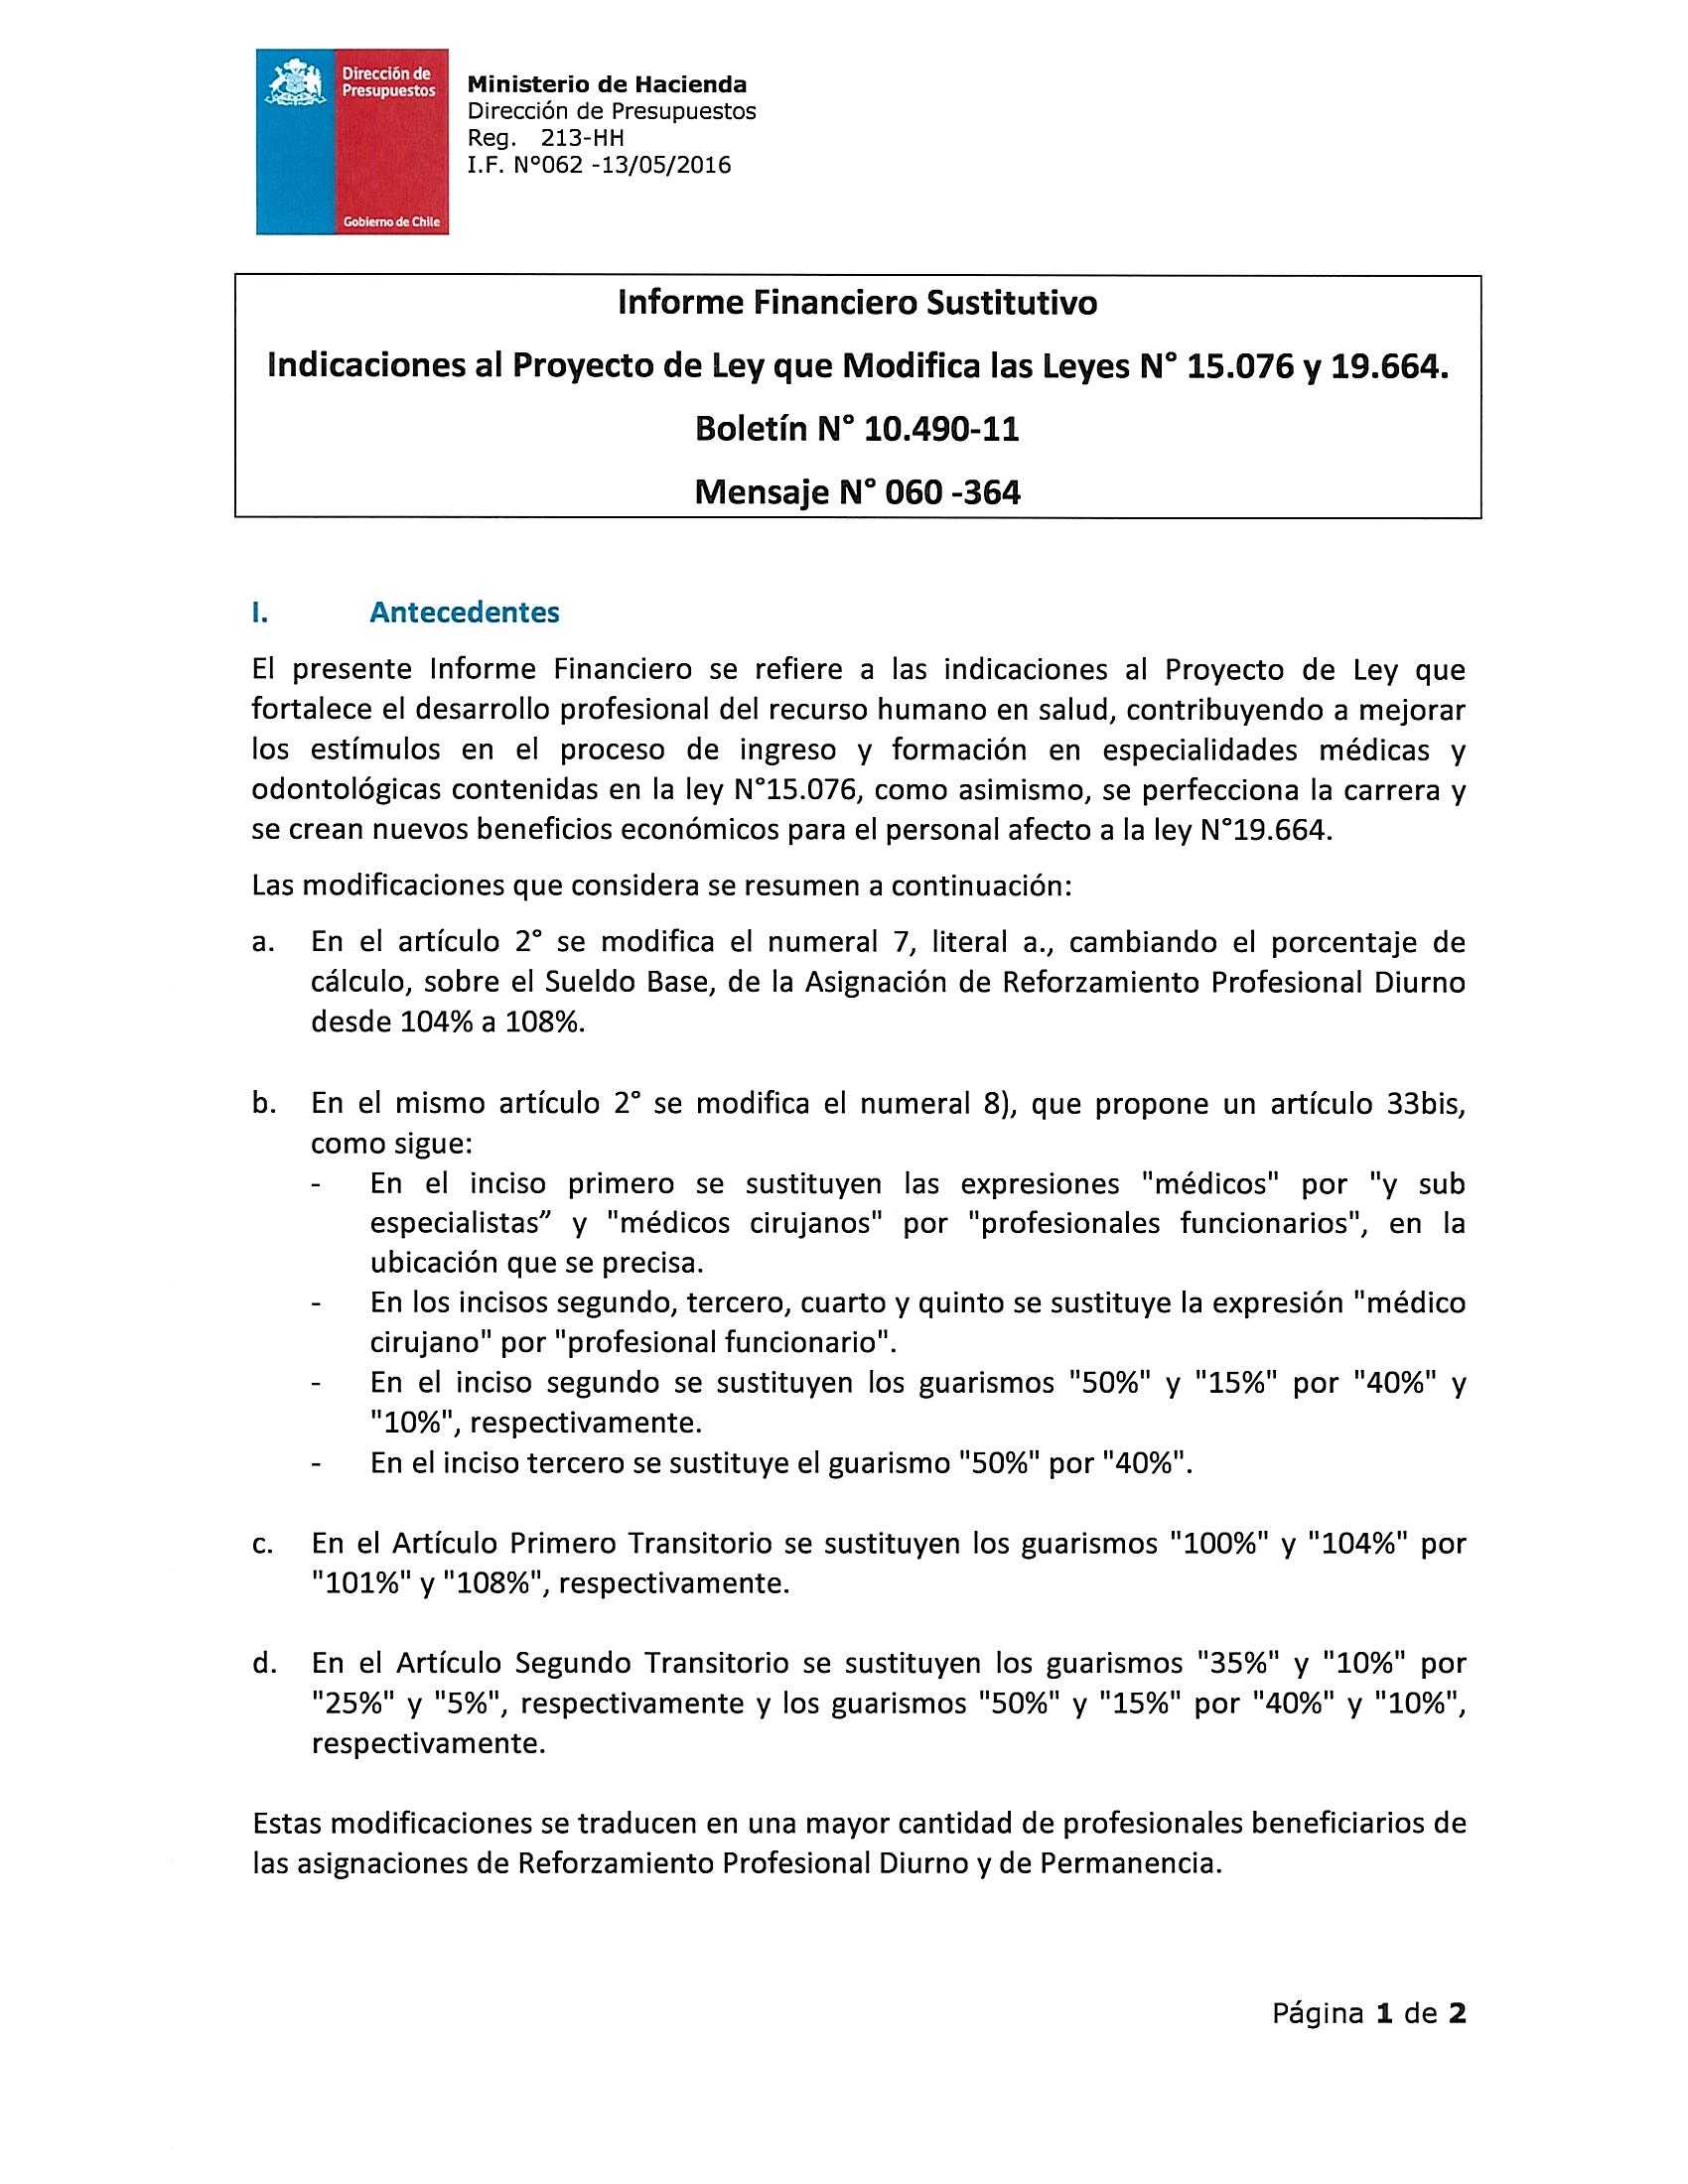 Dirección de
Presupuestos
Gobierno de Chile
Ministerio de Hacienda
Dirección de Presupuestos
Reg. 213-HH
I.F. N°062 -13/05/2016
Informe Financiero Sustitutivo
Indicaciones al Proyecto de Ley que Modifica las Leyes N° 15.076 y 19.664.
Boletín N° 10.490-11
Mensaje N° 060 -364
I. Antecedentes
El presente Informe Financiero se refiere a las indicaciones al Proyecto de Ley que
fortalece el desarrollo profesional del recurso humano en salud, contribuyendo a mejorar
los estímulos en el proceso de ingreso y formación en especialidades médicas y
odontológicas contenidas en la ley N°15.076, como asimismo, se perfecciona la carrera y
se crean nuevos beneficios económicos para el personal afecto a la ley N°19.664.
Las modificaciones que considera se resumen a continuación:
a. En el artículo 2° se modifica el numeral 7, literal a., cambiando el porcentaje de
cálculo, sobre el Sueldo Base, de la Asignación de Reforzamiento Profesional Diurno
desde 104% a 108%.
b. En el mismo artículo 2° se modifica el numeral 8), que propone un artículo 33bis,
como sigue:
- En el inciso primero se sustituyen las expresiones "médicos" por "y sub
especialistas” y "médicos cirujanos" por "profesionales funcionarios", en la
ubicación que se precisa.
- En los incisos segundo, tercero, cuarto y quinto se sustituye la expresión "médico
cirujano" por "profesional funcionario".
- En el inciso segundo se sustituyen los guarismos "50%" y "15%" por "40%" y
"10%", respectivamente.
- En el inciso tercero se sustituye el guarismo "50%" por "40%".
c. En el Artículo Primero Transitorio se sustituyen los guarismos "100%" y "104%" por
"101%" y "108%", respectivamente.
d. En el Artículo Segundo Transitorio se sustituyen los guarismos "35%" y "10%" por
"25%" y "5%", respectivamente y los guarismos "50%" y "15%" por "40%" y "10%",
respectivamente.
Estas modificaciones se traducen en una mayor cantidad de profesionales beneficiarios de
las asignaciones de Reforzamiento Profesional Diurno y de Permanencia.
Página 1 de 2